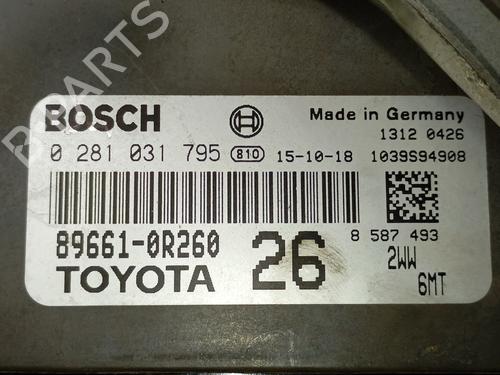 BOSCH Made in Germany
1312 0426
0 281 031 795 810 15-10-18 1039S94908
89661-0R260 26 8 587 493
TOYOTA 2WW
6MT
B-PARTS